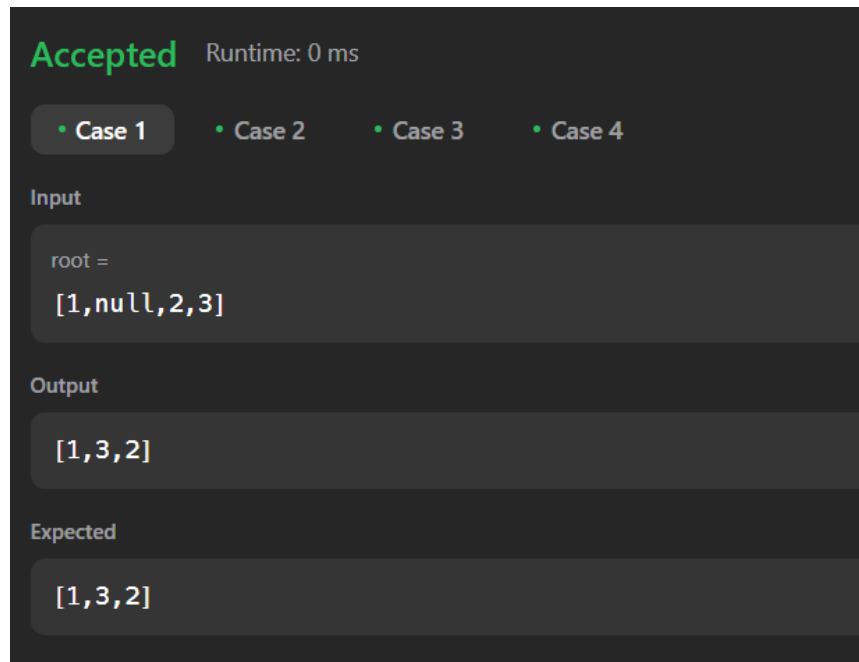 Accepted Runtime: 0 ms
• Case 1 • Case 2 • Case 3 • Case 4
Input
root =
[1,null,2,3]
Output
[1,3,2]
Expected
[1,3,2]